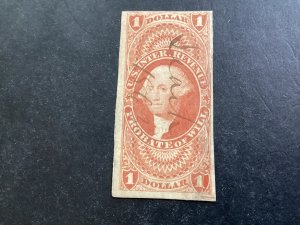 1 DOLLAR 1
U.S. INTER. REVENUE
PROBATE OF WILL
1 DOLLAR 1